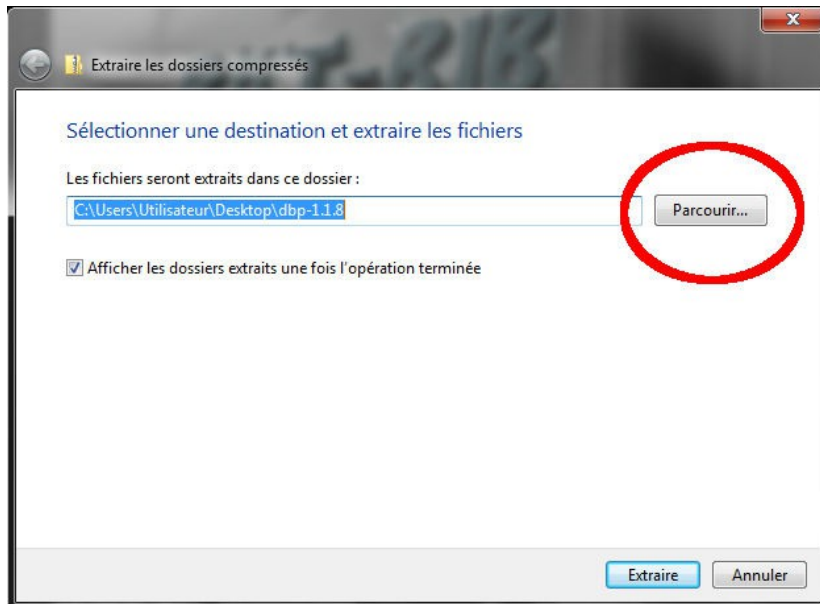 Extraire les dossiers compressés
Sélectionner une destination et extraire les fichiers
Les fichiers seront extraits dans ce dossier :
C:\Users\Utilisateur\Desktop\dbp-1.1.8
Parcourir...
Afficher les dossiers extraits une fois l'opération terminée
Extraire
Annuler